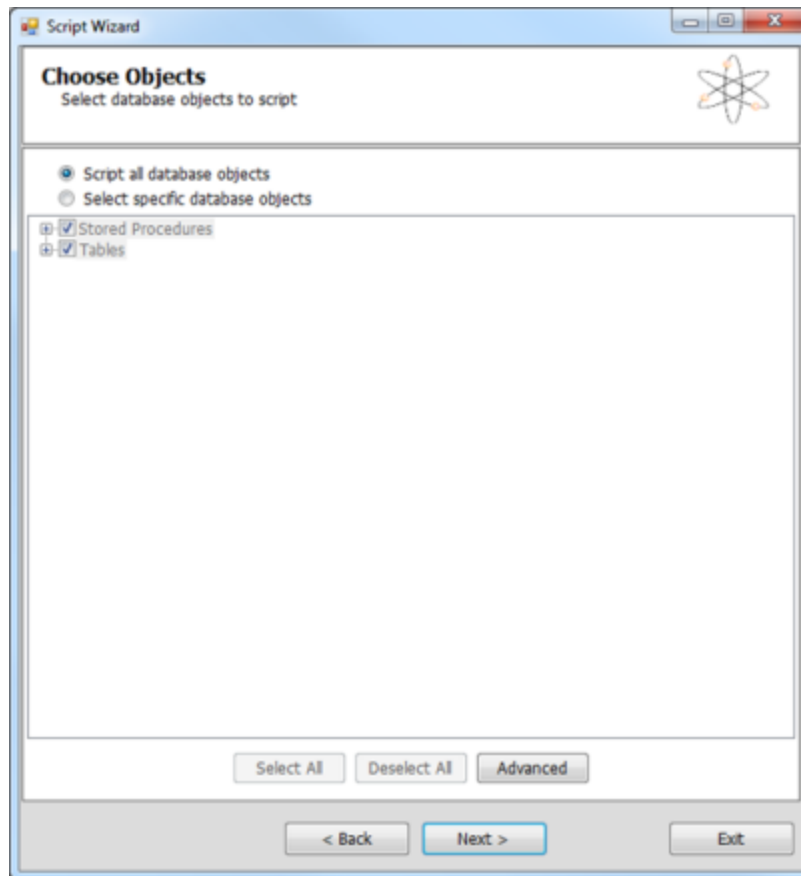 Script Wizard
Choose Objects
Select database objects to script
Script all database objects
Select specific database objects
Stored Procedures
Tables
Select All Deselect All Advanced
< Back Next > Exit